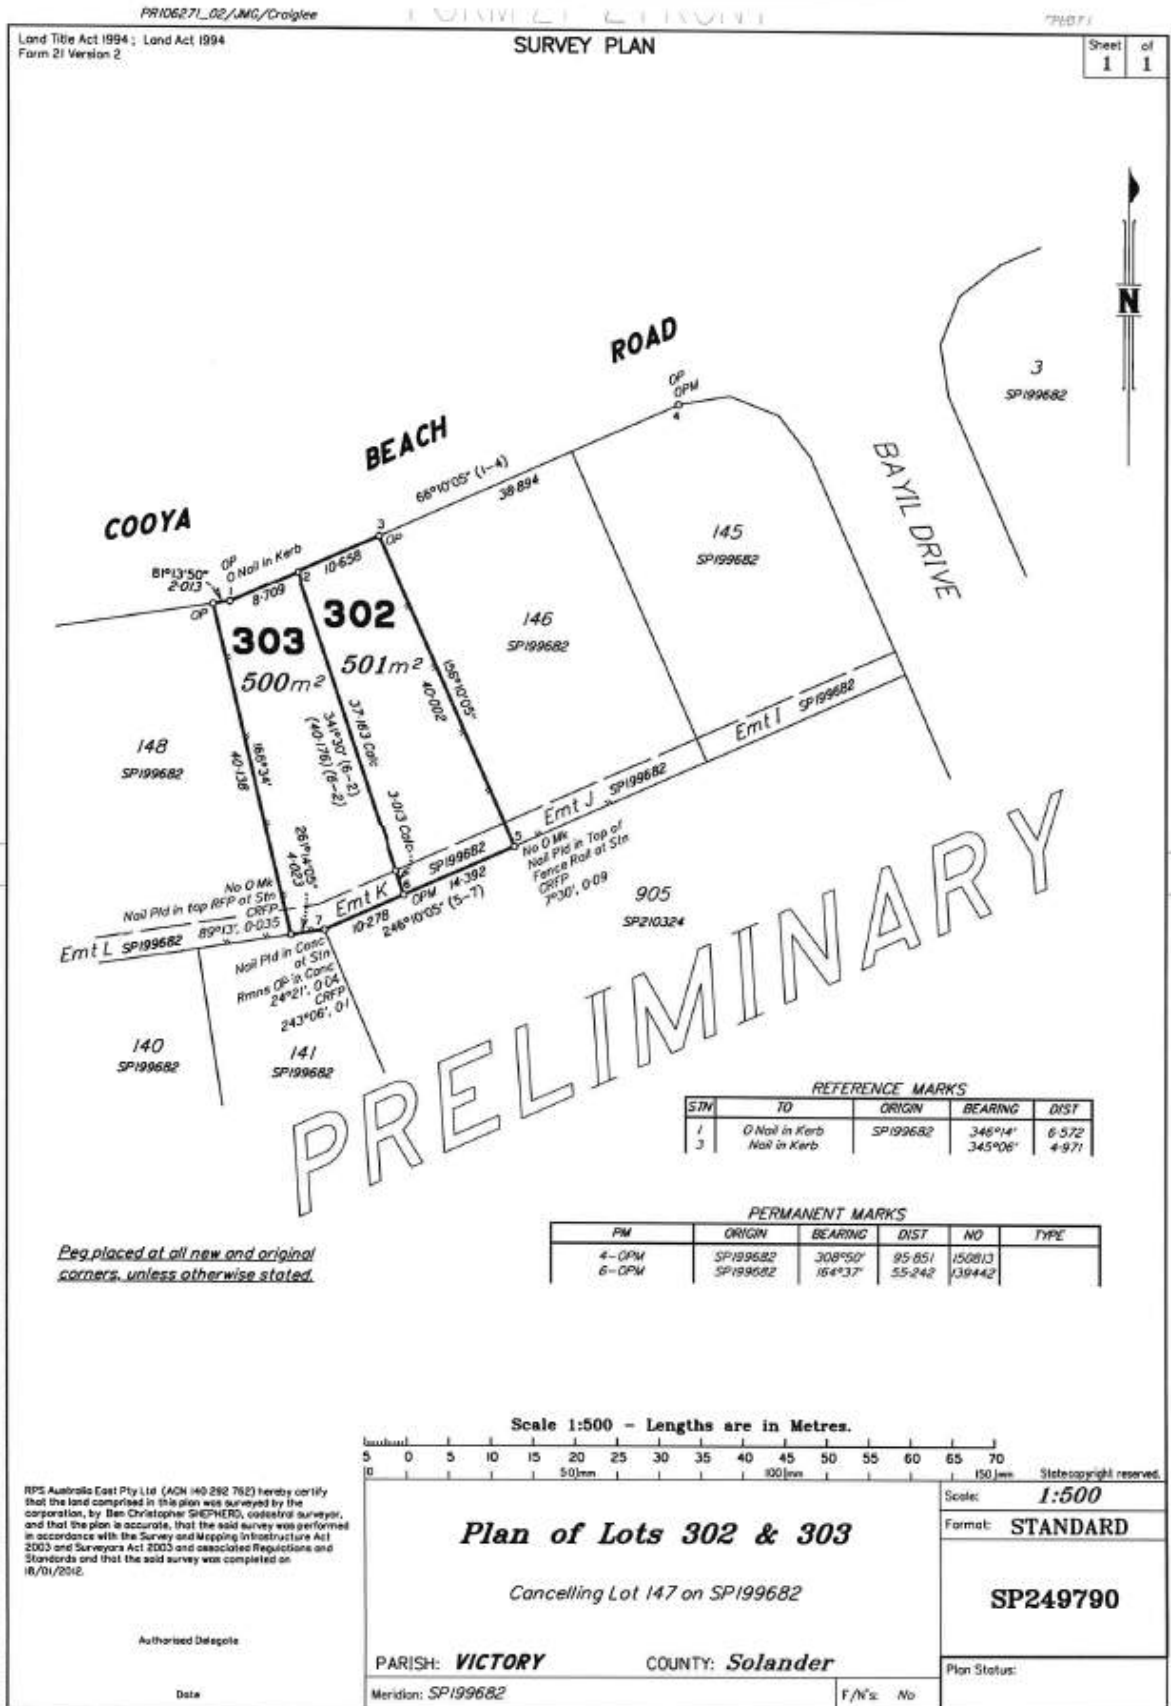 PR106271_02/JMG/Craiglee
Land Title Act 1994 ; Land Act 1994
Form 21 Version 2
SURVEY PLAN
Sheet of
1 1
N
ROAD
BEACH
COOYA
BAYIL DRIVE
3
SP199682
OP
OPM
4
66°10'05" (1-4)
38·894
3
OP
145
SP199682
146
SP199682
OP
O Nail in Kerb
81°13'50"
2·013
OP
1
8·709
2
10·658
303
500m²
302
501m²
156°10'05"
40·002
37·163 Calc
341°30' (6-2)
(40·176) (6-2)
166°34'
40·138
3·013 Calc
148
SP199682
Emt I SP199682
Emt J SP199682
Emt K SP199682
Emt L SP199682
5
No O Mk
Nail Pld in Top of
Fence Rail at Stn
CRFP
7°30', 0·09
261°14'05"
4·023
No O Mk
Nail Pld in top RFP at Stn
CRFP
89°13', 0·035
6
OPM
14·392
10·278
246°10'05" (5-7)
7
Nail Pld in Conc
at Stn
Rmns OP in Conc
24°21', 0·04
CRFP
243°06', 0·1
905
SP210324
140
SP199682
141
SP199682
PRELIMINARY
REFERENCE MARKS
STN TO ORIGIN BEARING DIST
1 O Nail in Kerb SP199682 346°14' 6·572
3 Nail in Kerb 345°06' 4·971
PERMANENT MARKS
PM ORIGIN BEARING DIST NO TYPE
4-OPM SP199682 308°50' 95·851 150813
6-OPM SP199682 164°37' 55·242 139442
Peg placed at all new and original
corners, unless otherwise stated.
Scale 1:500 - Lengths are in Metres.
5 0 5 10 15 20 25 30 35 40 45 50 55 60 65 70
0 50mm 100mm 150mm State copyright reserved.
RPS Australia East Pty Ltd (ACN 140 292 762) hereby certify
that the land comprised in this plan was surveyed by the
corporation, by Ben Christopher SHEPHERD, cadastral surveyor,
and that the plan is accurate, that the said survey was performed
in accordance with the Survey and Mapping Infrastructure Act
2003 and Surveyors Act 2003 and associated Regulations and
Standards and that the said survey was completed on
18/01/2012.
Authorised Delegate
Date
Plan of Lots 302 & 303
Cancelling Lot 147 on SP199682
PARISH: VICTORY COUNTY: Solander
Meridian: SP199682 F/N's: No
Scale: 1:500
Format: STANDARD
SP249790
Plan Status: